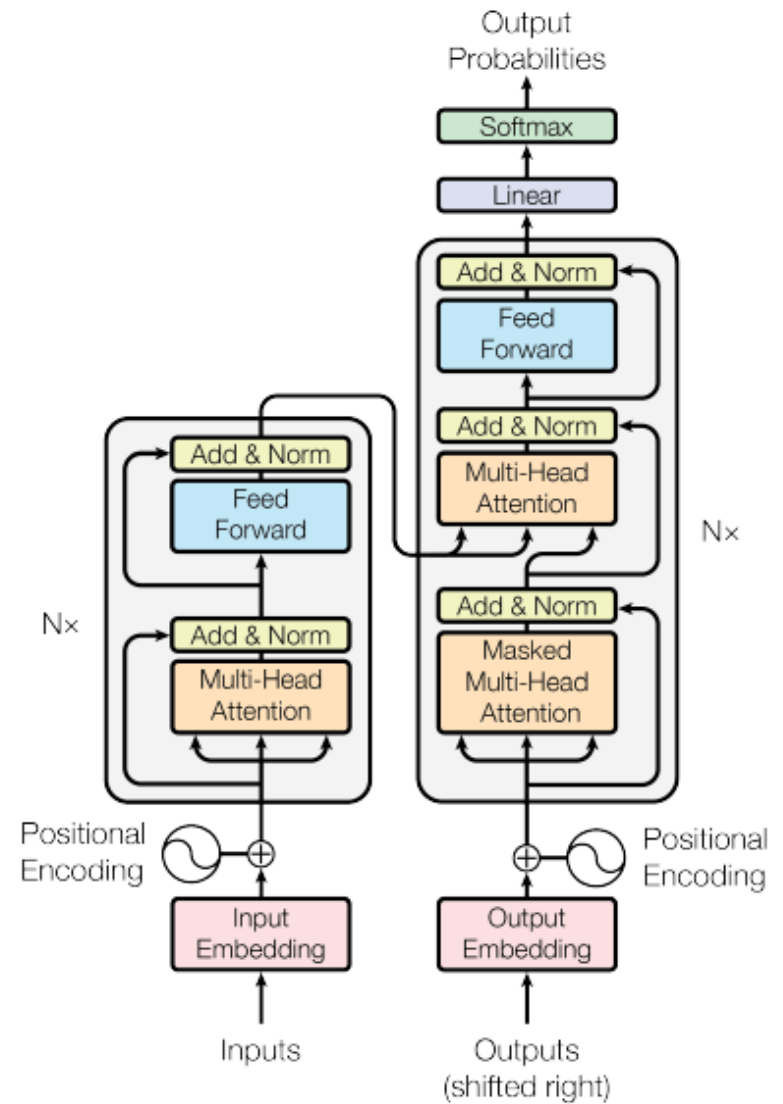 Output
Probabilities
Softmax
Linear
Add & Norm
Feed
Forward
Add & Norm
Multi-Head
Attention
Add & Norm
Masked
Multi-Head
Attention
N×
Add & Norm
Feed
Forward
Add & Norm
Multi-Head
Attention
N×
Positional
Encoding
Positional
Encoding
Input
Embedding
Output
Embedding
Inputs
Outputs
(shifted right)